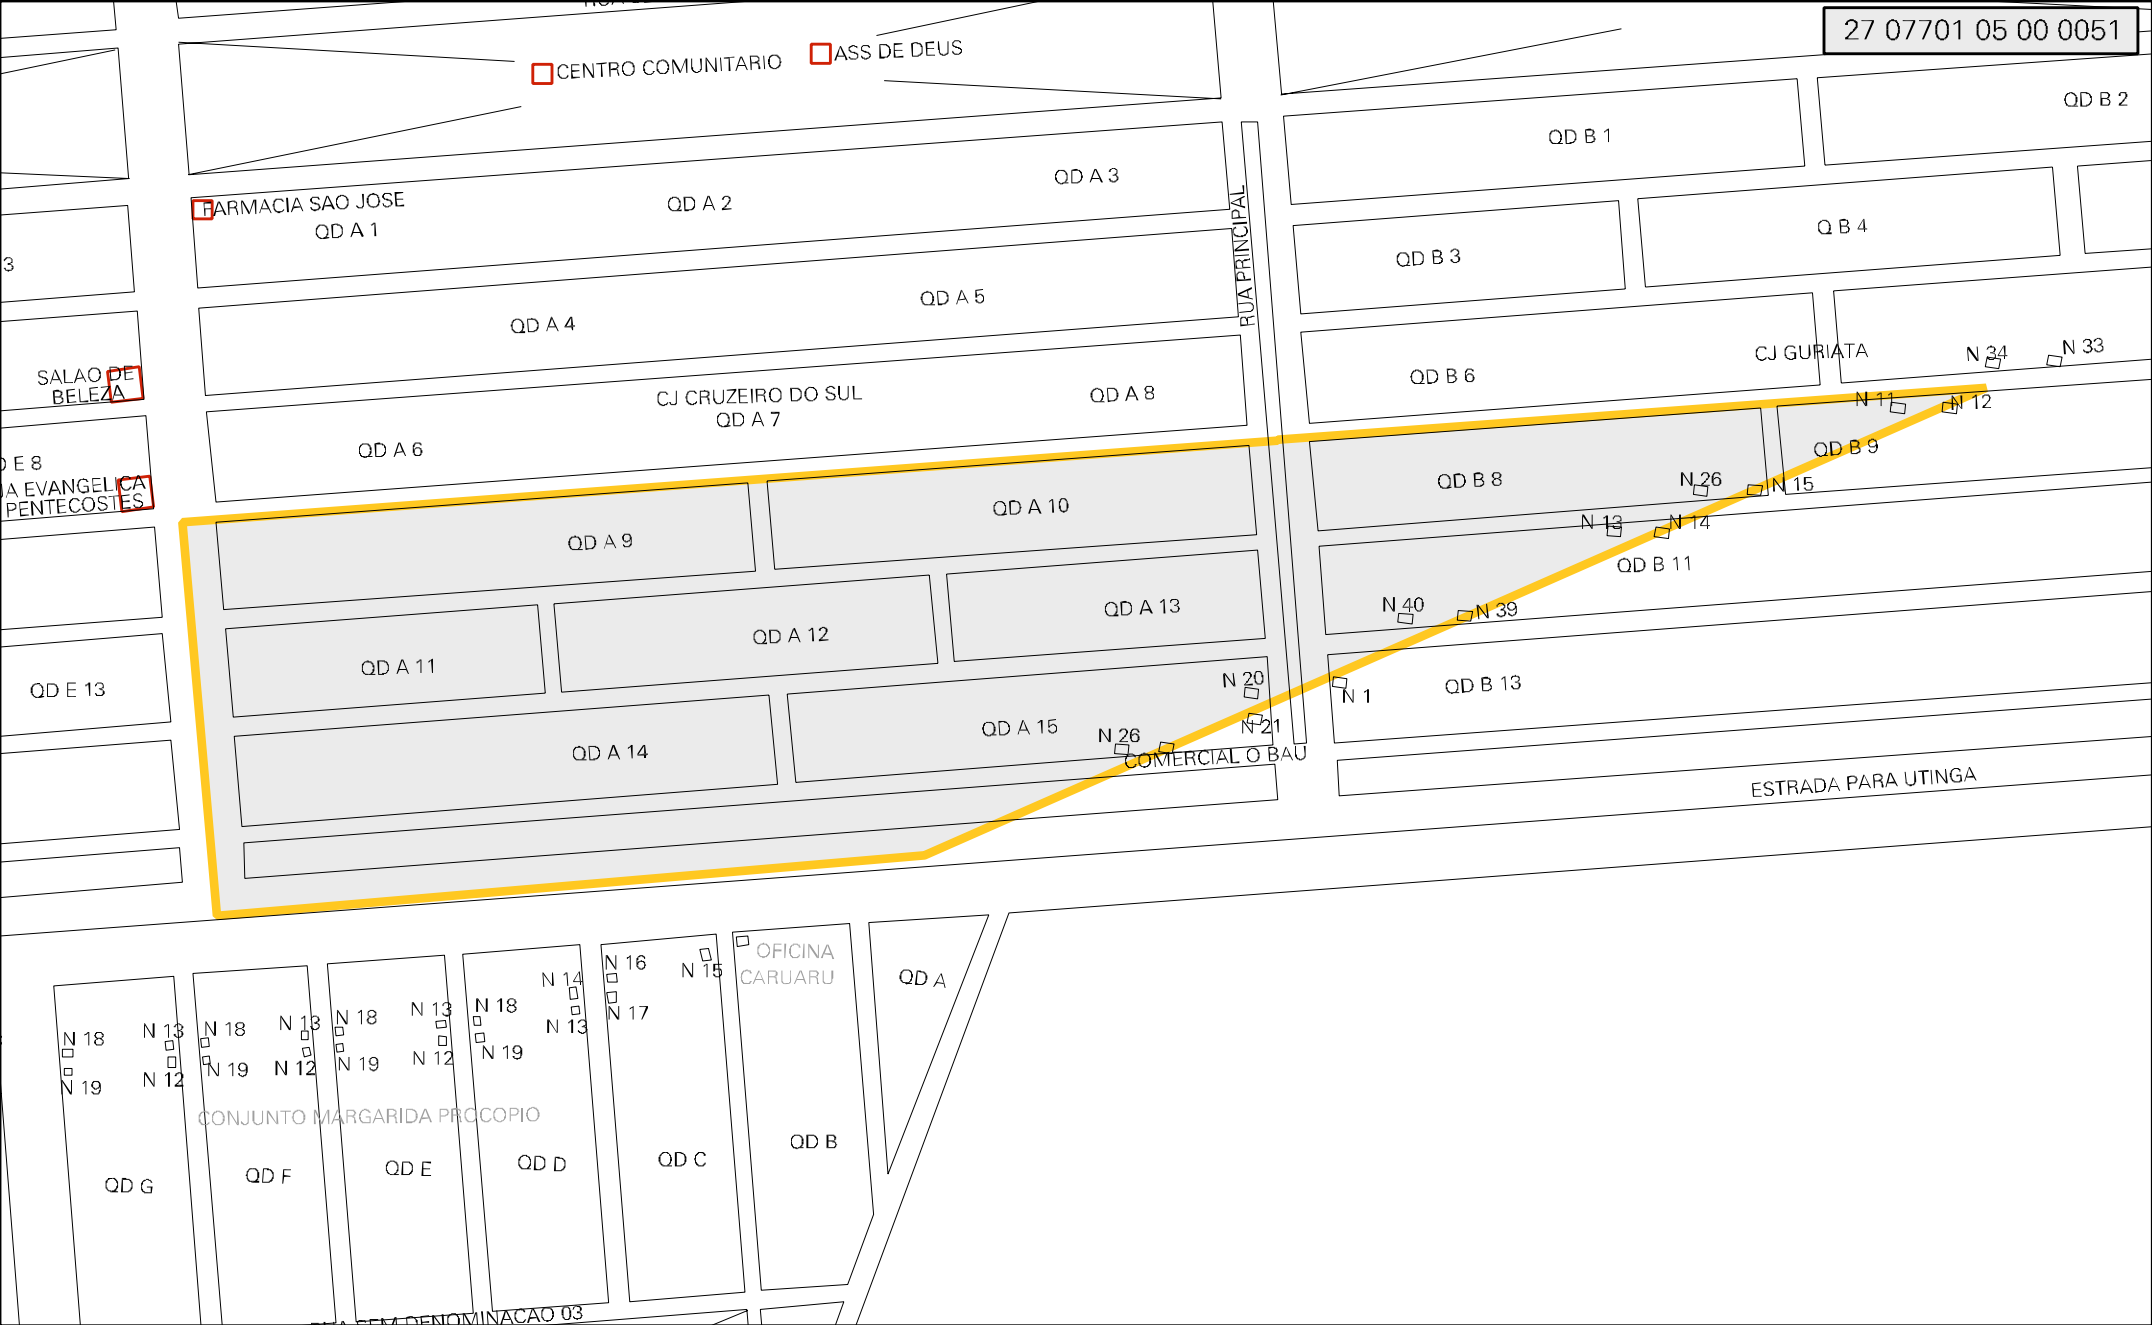 27 07701 05 00 0051
ASS DE DEUS
CENTRO COMUNITARIO
QD B 2
QD B 1
QD A 3
FARMACIA SAO JOSE
QD A 2
QD A 1
RUA PRINCIPAL
Q B 4
QD B 3
3
QD A 5
QD A 4
CJ GURIATA
N 34
N 33
SALAO DE
BELEZA
CJ CRUZEIRO DO SUL
QD A 8
QD B 6
QD A 7
N 11
N 12
QD A 6
QD B 9
E 8
EVANGELICA
PENTECOSTES
QD B 8
N 26
N 15
QD A 10
N 13
N 14
QD A 9
QD B 11
QD A 13
N 40
N 39
QD A 12
QD A 11
N 20
N 1
QD B 13
QD E 13
QD A 15
N 21
N 26
COMERCIAL O BAU
QD A 14
ESTRADA PARA UTINGA
OFICINA
CARUARU
QD A
N 16
N 15
N 14
N 17
N 18
N 13
N 18
N 13
N 19
N 18
N 13
N 12
N 19
N 18
N 13
N 12
N 19
N 12
N 19
CONJUNTO MARGARIDA PROCOPIO
QD B
QD C
QD D
QD E
QD F
QD G
SEM DENOMINACAO 03